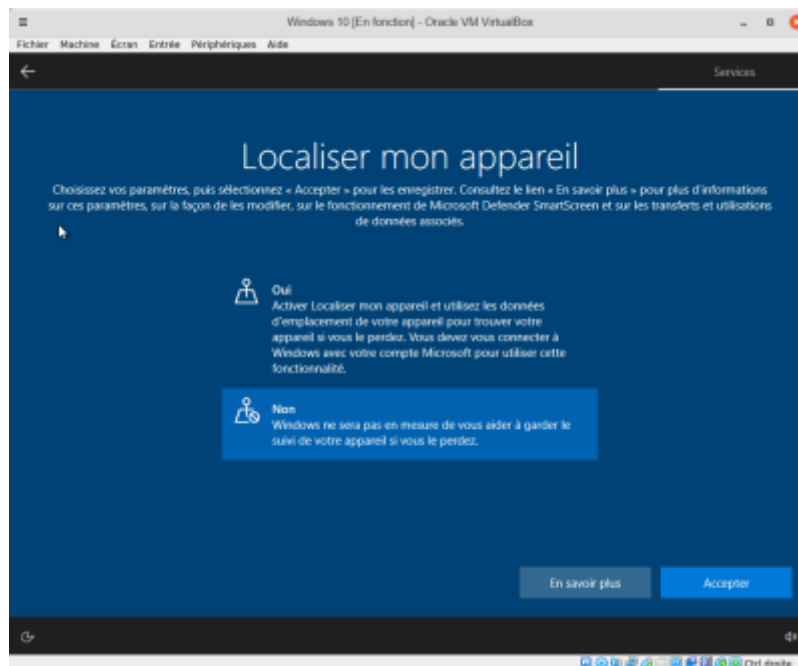 Windows 10 [En fonction] - Oracle VM VirtualBox
Fichier Machine Écran Entrée Périphériques Aide
Services
Localiser mon appareil
Choisissez vos paramètres, puis sélectionnez « Accepter » pour les enregistrer. Consultez le lien « En savoir plus » pour plus d'informations
sur ces paramètres, sur la façon de les modifier, sur le fonctionnement de Microsoft Defender SmartScreen et sur les transferts et utilisations
de données associés.
Oui
Activer Localiser mon appareil et utilisez les données
d'emplacement de votre appareil pour trouver votre
appareil si vous le perdez. Vous devez vous connecter à
Windows avec votre compte Microsoft pour utiliser cette
fonctionnalité.
Non
Windows ne sera pas en mesure de vous aider à garder le
suivi de votre appareil si vous le perdez.
En savoir plus
Accepter
Ctrl droite